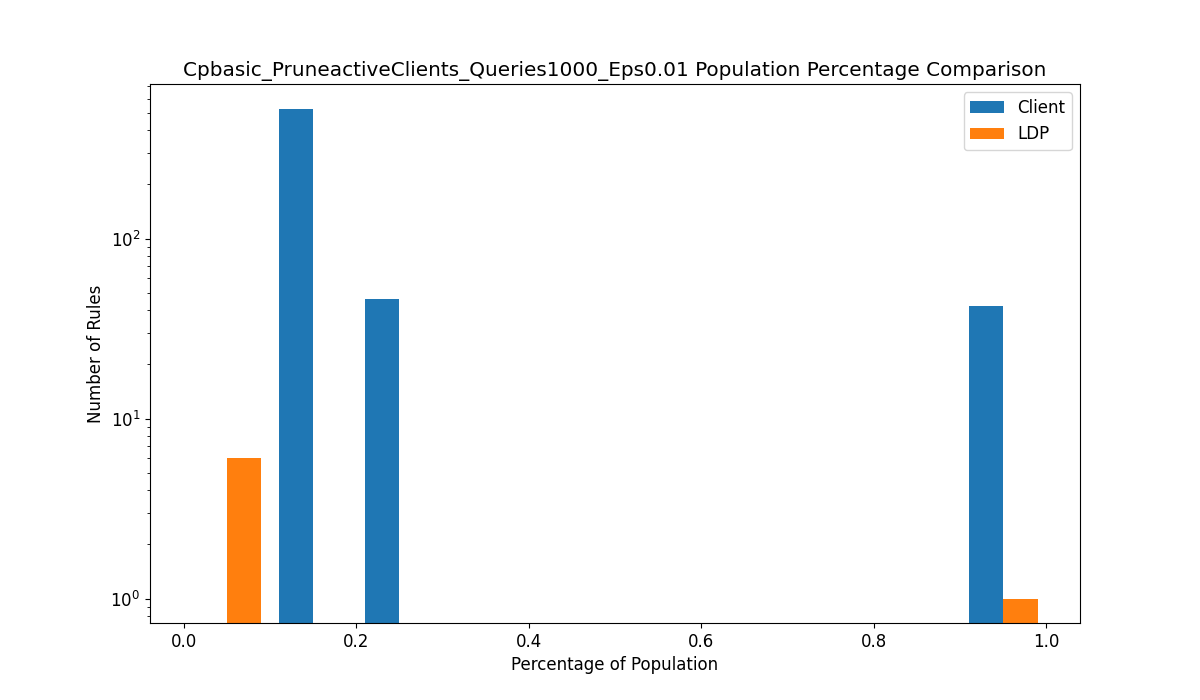 Cpbasic_PruneactiveClients_Queries1000_Eps0.01 Population Percentage Comparison
Client
LDP
Number of Rules
10²
10¹
10⁰
0.0 0.2 0.4 0.6 0.8 1.0
Percentage of Population